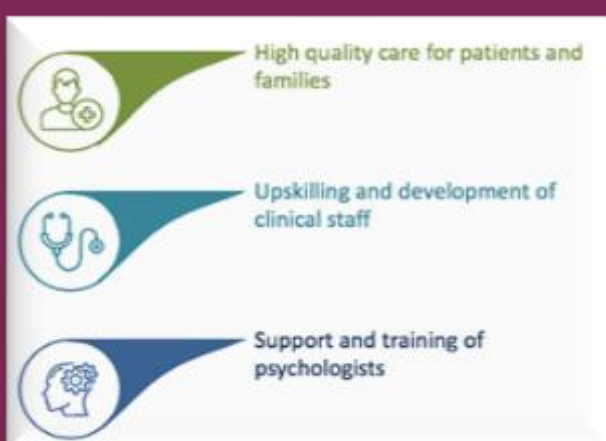 High quality care for patients and
families
Upskilling and development of
clinical staff
Support and training of
psychologists